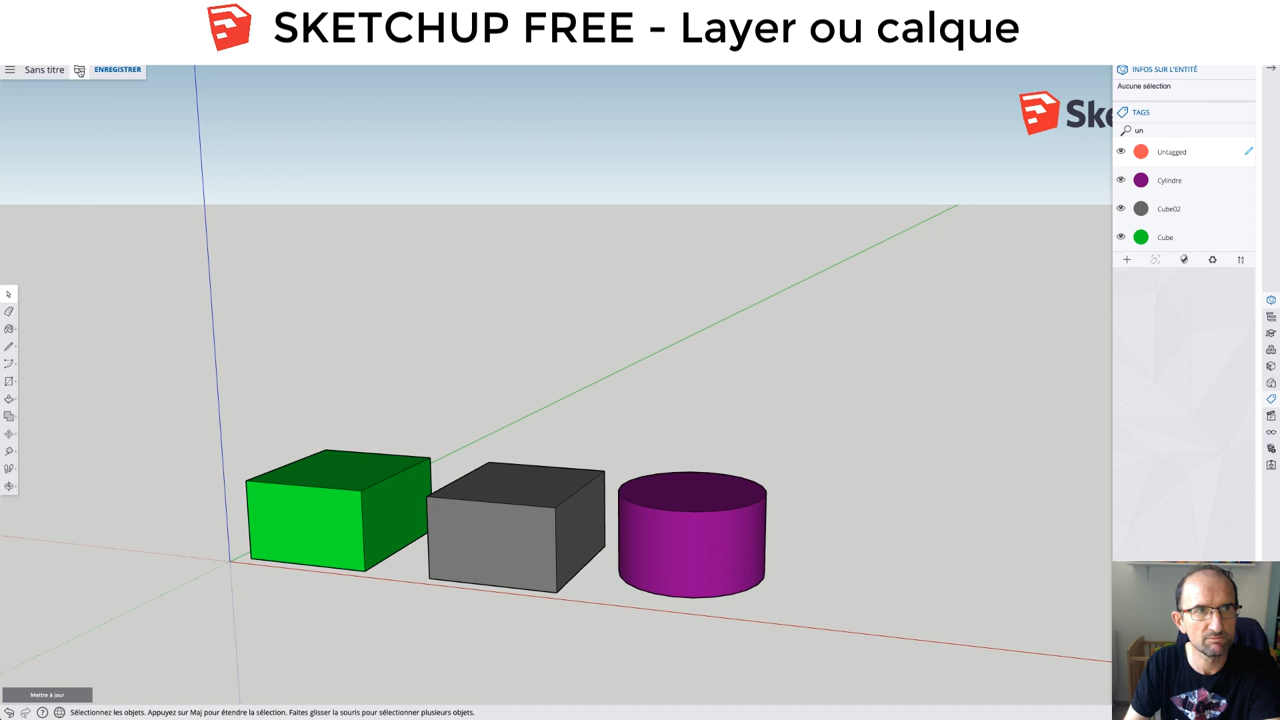 SKETCHUP FREE - Layer ou calque
Sans titre
ENREGISTRER
INFOS SUR L'ENTITÉ
Aucune sélection
Ske
TAGS
un
Untagged
Cylindre
Cube02
Cube
Mettre à jour
Sélectionnez les objets. Appuyez sur Maj pour étendre la sélection. Faites glisser la souris pour sélectionner plusieurs objets.